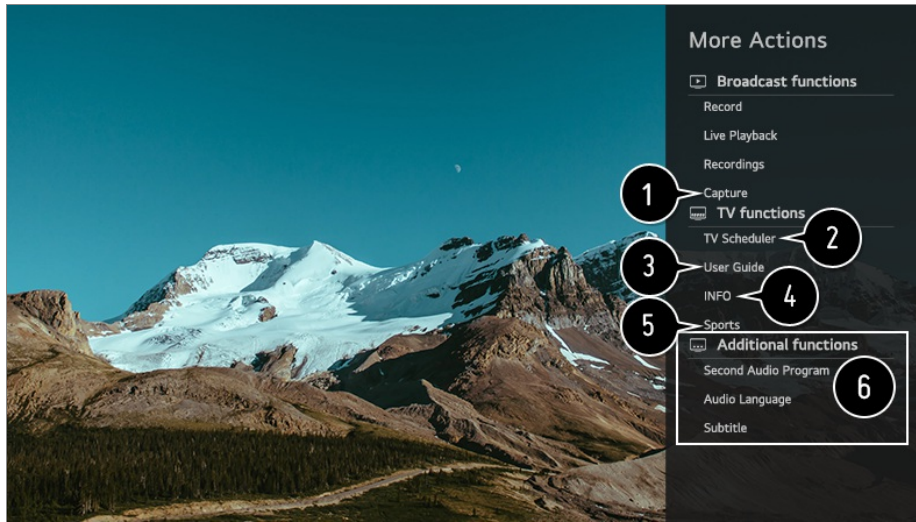 More Actions
Broadcast functions
Record
Live Playback
Recordings
1
Capture
TV functions
TV Scheduler
2
3
User Guide
INFO
4
5
Sports
Additional functions
Second Audio Program
6
Audio Language
Subtitle